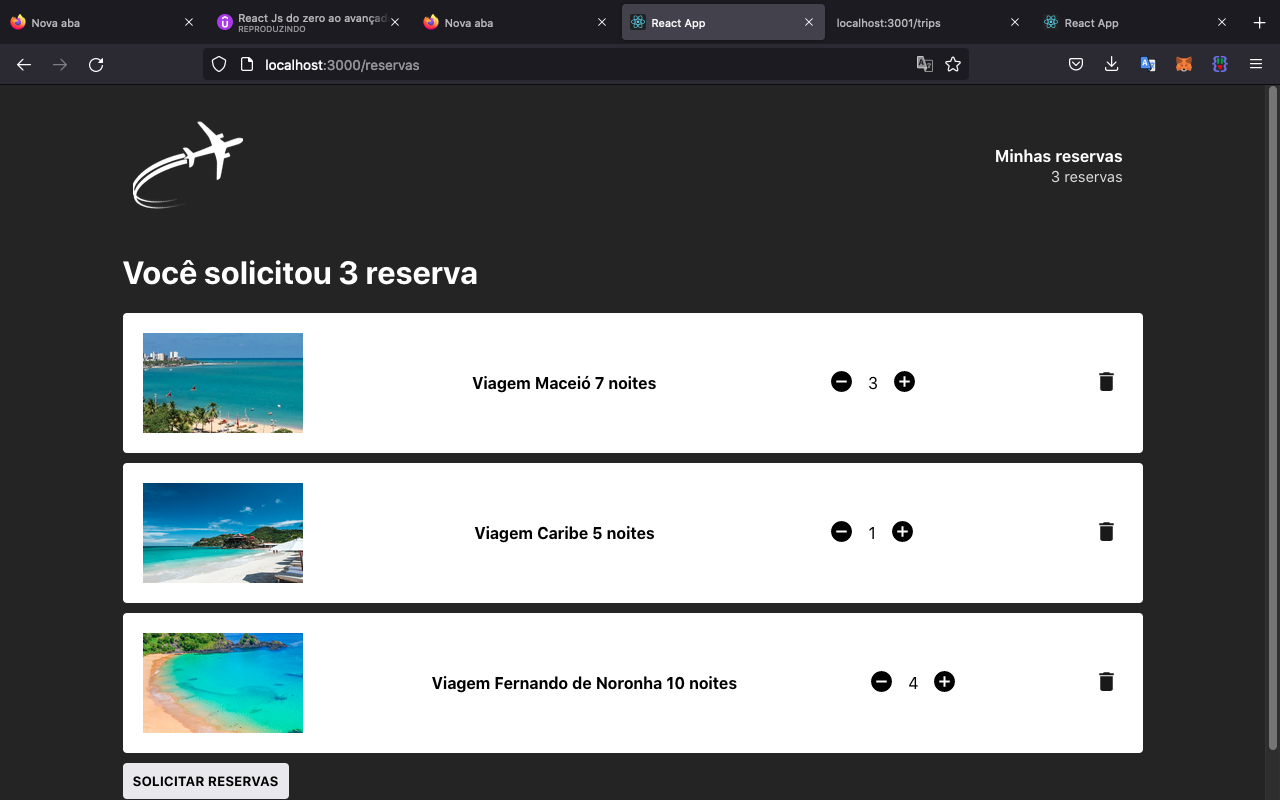 Nova aba
React Js do zero ao avançad
REPRODUZINDO
Nova aba
React App
localhost:3001/trips
React App
localhost:3000/reservas
Minhas reservas
3 reservas
Você solicitou 3 reserva
Viagem Maceió 7 noites
3
Viagem Caribe 5 noites
1
Viagem Fernando de Noronha 10 noites
4
SOLICITAR RESERVAS